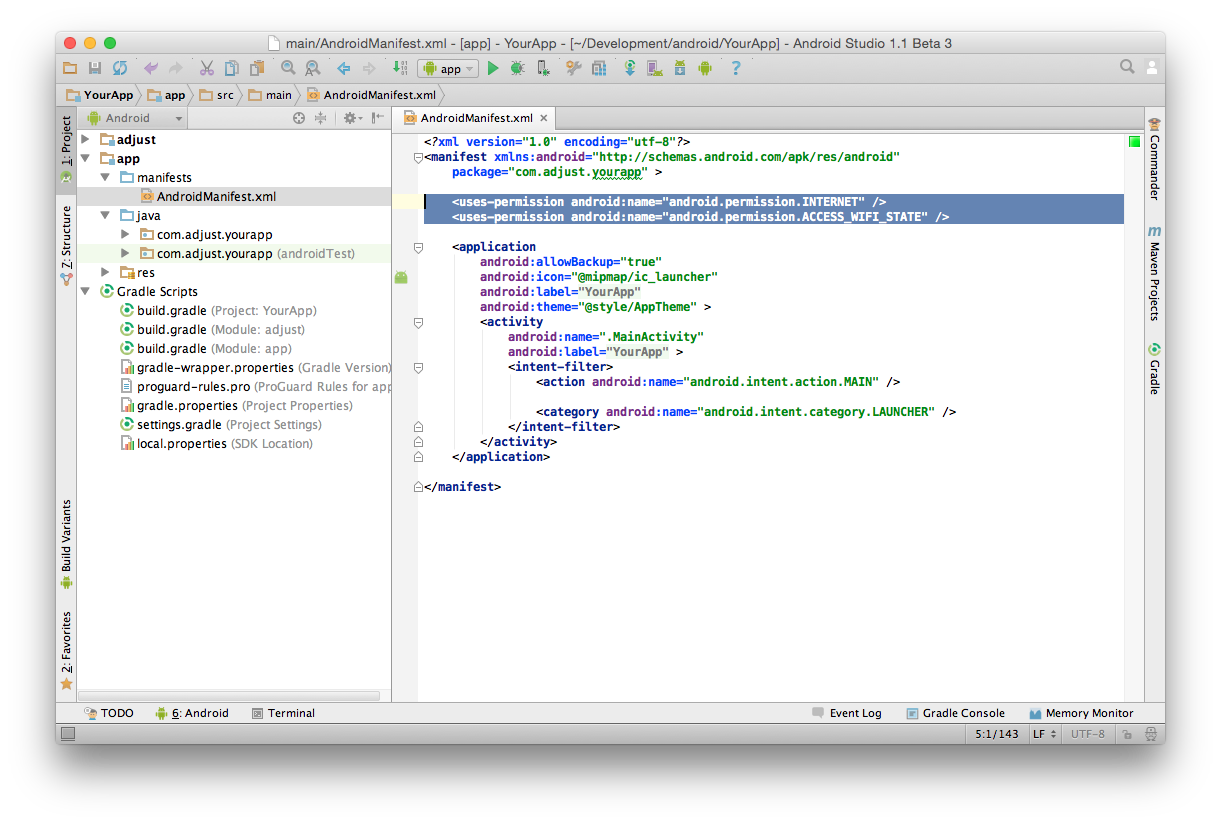 main/AndroidManifest.xml - [app] - YourApp - [~/Development/android/YourApp] - Android Studio 1.1 Beta 3
app
YourApp app src main AndroidManifest.xml
1: Project
Z: Structure
Build Variants
2: Favorites
Android
adjust
app
manifests
AndroidManifest.xml
java
com.adjust.yourapp
com.adjust.yourapp (androidTest)
res
Gradle Scripts
build.gradle (Project: YourApp)
build.gradle (Module: adjust)
build.gradle (Module: app)
gradle-wrapper.properties (Gradle Version)
proguard-rules.pro (ProGuard Rules for app
gradle.properties (Project Properties)
settings.gradle (Project Settings)
local.properties (SDK Location)
AndroidManifest.xml
<?xml version="1.0" encoding="utf-8"?>
<manifest xmlns:android="http://schemas.android.com/apk/res/android"
package="com.adjust.yourapp" >
<uses-permission android:name="android.permission.INTERNET" />
<uses-permission android:name="android.permission.ACCESS_WIFI_STATE" />
<application
android:allowBackup="true"
android:icon="@mipmap/ic_launcher"
android:label="YourApp"
android:theme="@style/AppTheme" >
<activity
android:name=".MainActivity"
android:label="YourApp" >
<intent-filter>
<action android:name="android.intent.action.MAIN" />
<category android:name="android.intent.category.LAUNCHER" />
</intent-filter>
</activity>
</application>
</manifest>
Commander
m Maven Projects
Gradle
TODO 6: Android Terminal Event Log Gradle Console Memory Monitor
5:1/143 LF UTF-8